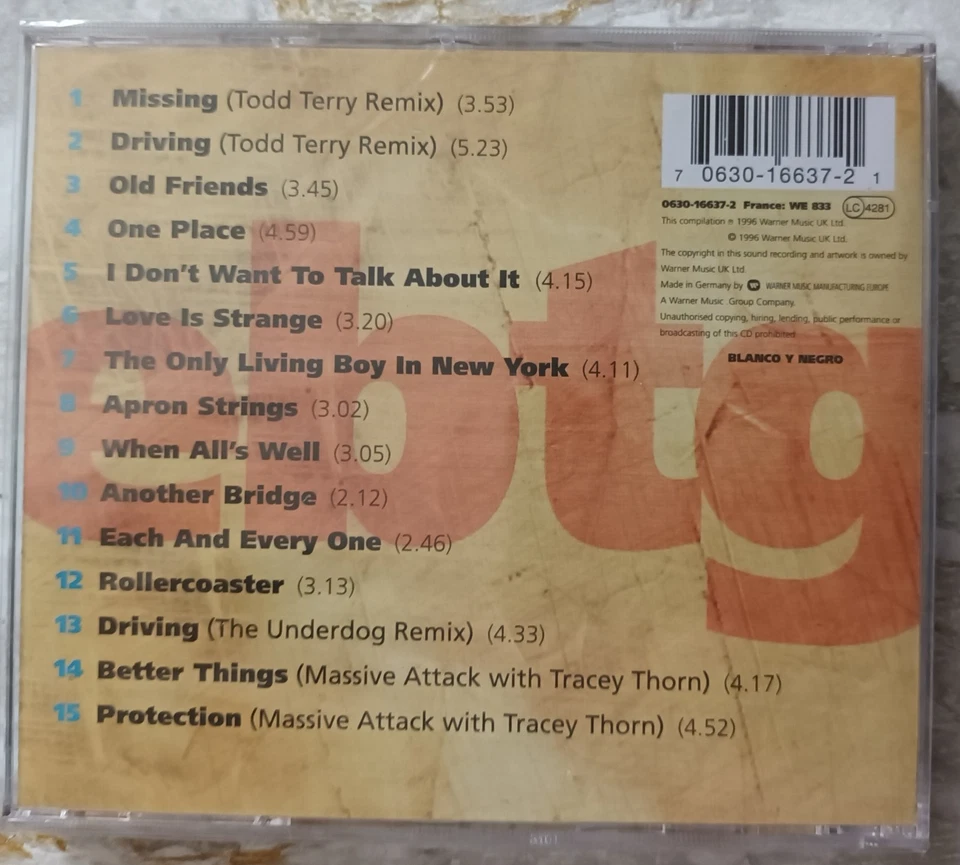 1 Missing (Todd Terry Remix) (3.53)
2 Driving (Todd Terry Remix) (5.23)
3 Old Friends (3.45)
4 One Place (4.59)
5 I Don't Want To Talk About It (4.15)
6 Love Is Strange (3.20)
7 The Only Living Boy In New York (4.11)
8 Apron Strings (3.02)
9 When All's Well (3.05)
10 Another Bridge (2.12)
11 Each And Every One (2.46)
12 Rollercoaster (3.13)
13 Driving (The Underdog Remix) (4.33)
14 Better Things (Massive Attack with Tracey Thorn) (4.17)
15 Protection (Massive Attack with Tracey Thorn) (4.52)
ebtg
7 0630-16637-2 1
0630-16637-2 France: WE 833 LC 4281
This compilation ℗ 1996 Warner Music UK Ltd.
© 1996 Warner Music UK Ltd.
The copyright in this sound recording and artwork is owned by
Warner Music UK Ltd
Made in Germany by WARNER MUSIC MANUFACTURING EUROPE
A Warner Music Group Company.
Unauthorised copying, hiring, lending, public performance or
broadcasting of this CD prohibited
BLANCO Y NEGRO